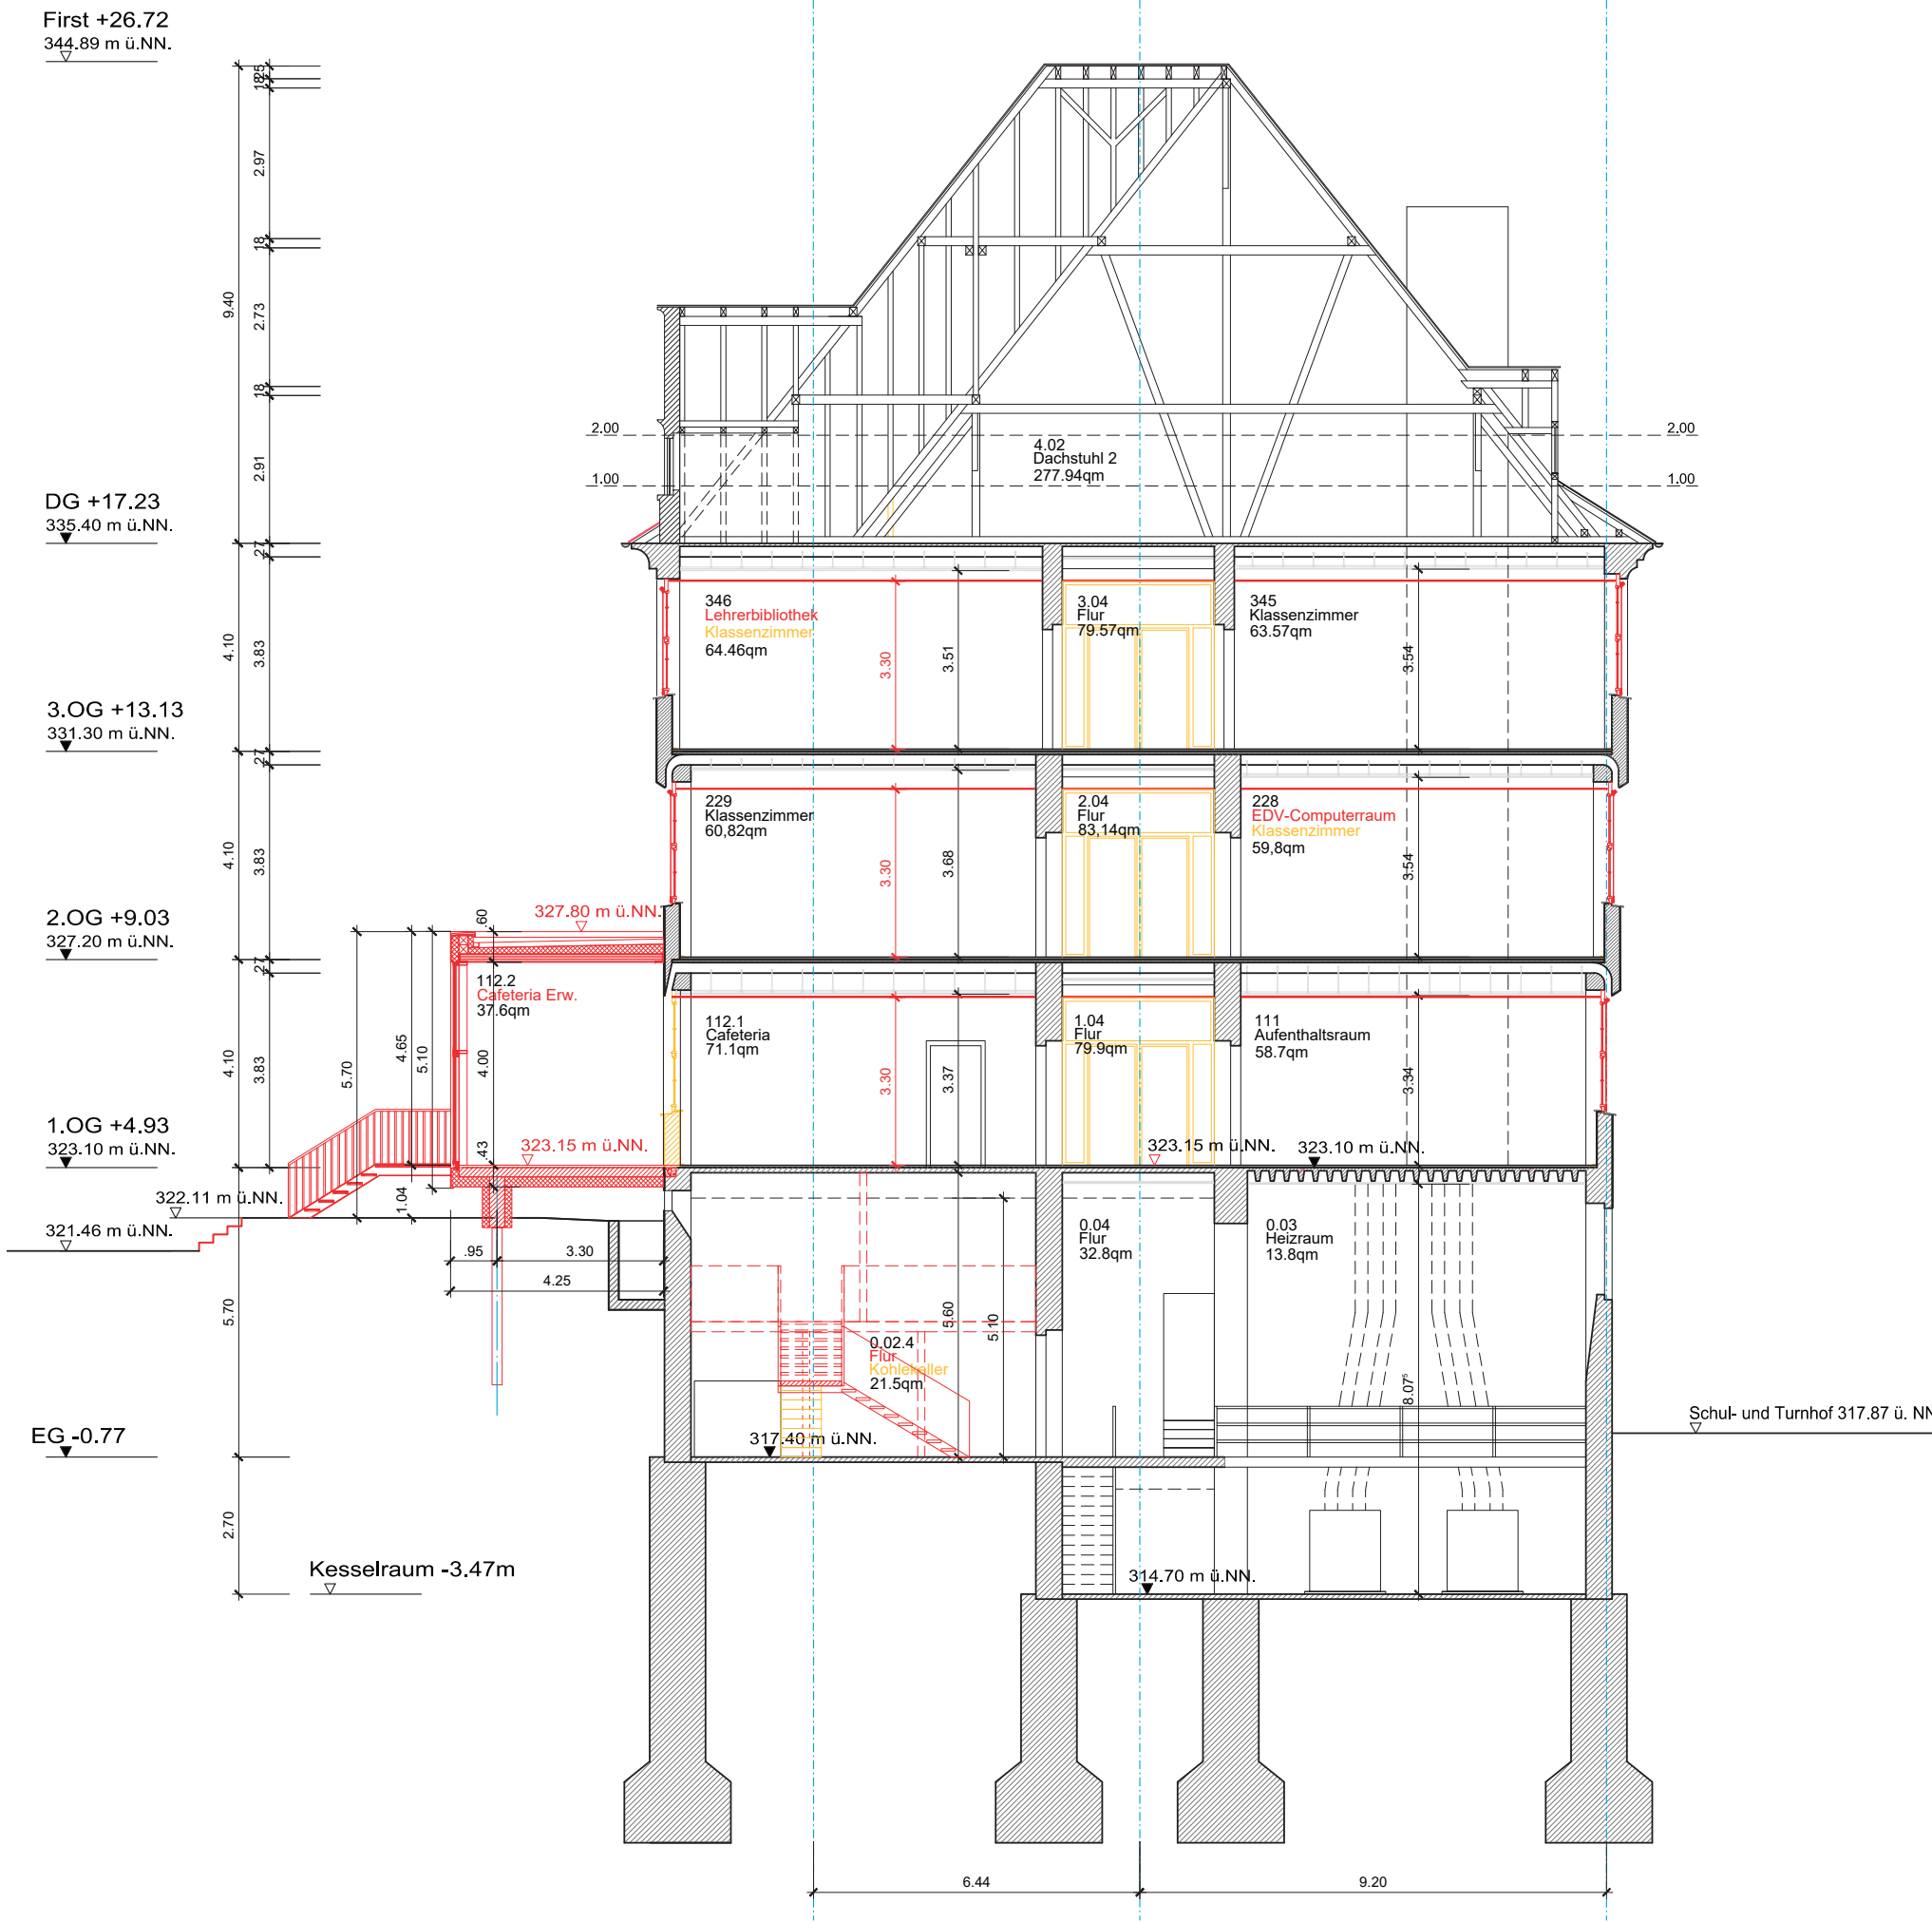 First +26.72
344.89 m ü.NN.
25
18
2.97
18
9.40
2.73
18
2.91
2.00
2.00
4.02
Dachstuhl 2
277.94qm
1.00
1.00
DG +17.23
335.40 m ü.NN.
27
346
Lehrerbibliothek
Klassenzimmer
64.46qm
3.04
Flur
79.57qm
345
Klassenzimmer
63.57qm
4.10
3.83
3.30
3.51
3.54
3.OG +13.13
331.30 m ü.NN.
27
229
Klassenzimmer
60,82qm
2.04
Flur
83,14qm
228
EDV-Computerraum
Klassenzimmer
59,8qm
4.10
3.83
3.30
3.68
3.54
2.OG +9.03
327.20 m ü.NN.
.60
327.80 m ü.NN.
27
112.2
Cafeteria Erw.
37.6qm
112.1
Cafeteria
71.1qm
1.04
Flur
79.9qm
111
Aufenthaltsraum
58.7qm
4.10
3.83
5.70
4.65
5.10
4.00
3.30
3.37
3.34
1.OG +4.93
323.10 m ü.NN.
.43
323.15 m ü.NN.
323.15 m ü.NN.
323.10 m ü.NN.
322.11 m ü.NN.
1.04
321.46 m ü.NN.
0.04
Flur
32.8qm
0.03
Heizraum
13.8qm
.95
3.30
4.25
5.70
5.60
5.10
0.02.4
Flur
Kohlekeller
21.5qm
8.07⁵
Schul- und Turnhof 317.87 ü. NN
EG -0.77
317.40 m ü.NN.
2.70
Kesselraum -3.47m
314.70 m ü.NN.
6.44
9.20